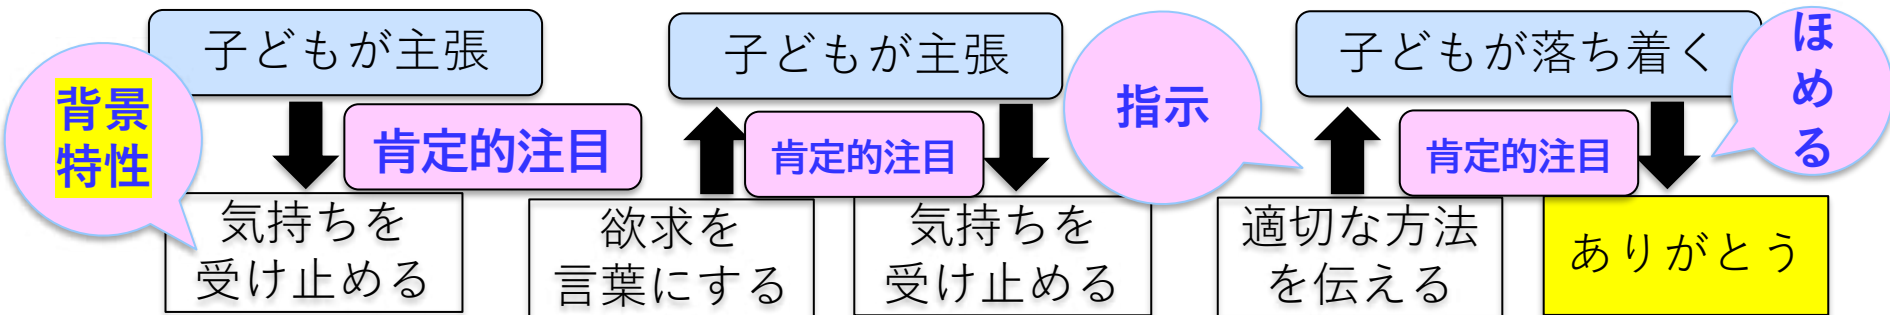 子どもが主張
背景
特性
肯定的注目
気持ちを
受け止める
子どもが主張
肯定的注目
欲求を
言葉にする
気持ちを
受け止める
指示
子どもが落ち着く
ほめる
肯定的注目
適切な方法
を伝える
ありがとう